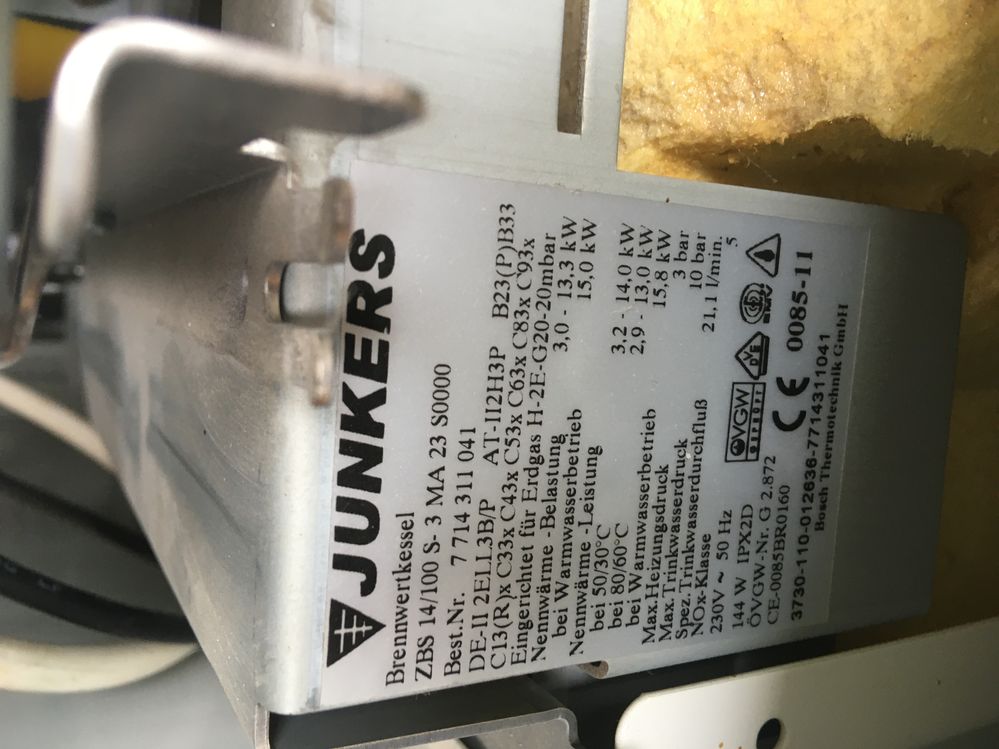 JUNKERS
Brennwertkessel
ZBS 14/100 S- 3 MA 23 S0000
Best.Nr. 7 714 311 041
DE-II 2ELL3B/P AT-II2H3P B23(P)B33
C13(R)x C33x C43x C53x C63x C83x C93x
Eingerichtet für Erdgas H-2E-G20-20mbar
Nennwärme -Belastung 3,0 - 13,3 kW
bei Warmwasserbetrieb 15,0 kW
Nennwärme -Leistung
bei 50/30°C 3,2 - 14,0 kW
bei 80/60°C 2,9 - 13,0 kW
bei Warmwasserbetrieb 15,8 kW
Max.Heizungsdruck 3 bar
Max.Trinkwasserdruck 10 bar
Spez.Trinkwasserdurchfluß 21,1 l/min.
NOx-Klasse 5
230V ~ 50 Hz
144 W IPX2D
ÖVGW GEPRÜFT
ÖVGW-Nr. G 2.872
CE-0085BR0160 CE 0085-11
3730-110-012636-7714311041
Bosch Thermotechnik GmbH